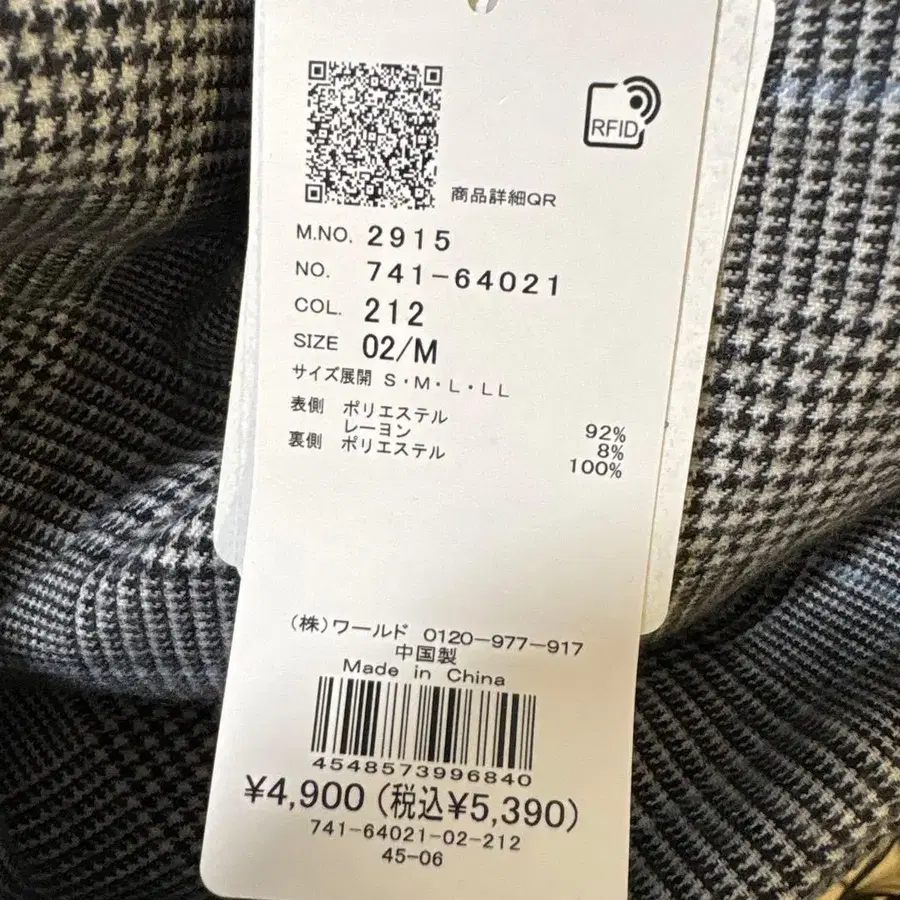 RFID
商品詳細QR
M.NO. 2915
NO. 741-64021
COL. 212
SIZE 02/M
サイズ展開 S・M・L・LL
表側 ポリエステル 92%
レーヨン 8%
裏側 ポリエステル 100%
(株)ワールド 0120-977-917
中国製
Made in China
4548573996840
¥4,900(税込¥5,390)
741-64021-02-212
45-06